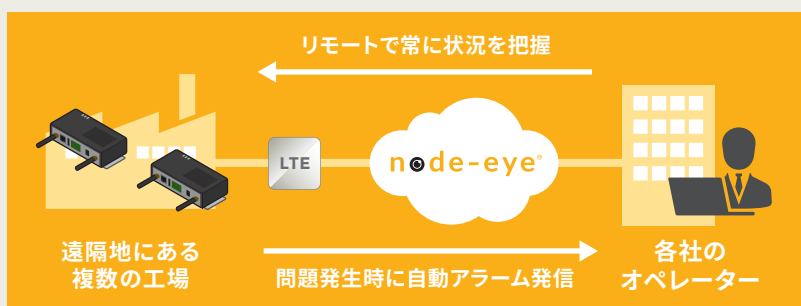 リモートで常に状況を把握
LTE
node-eye®
遠隔地にある
複数の工場
問題発生時に自動アラーム発信
各社の
オペレーター